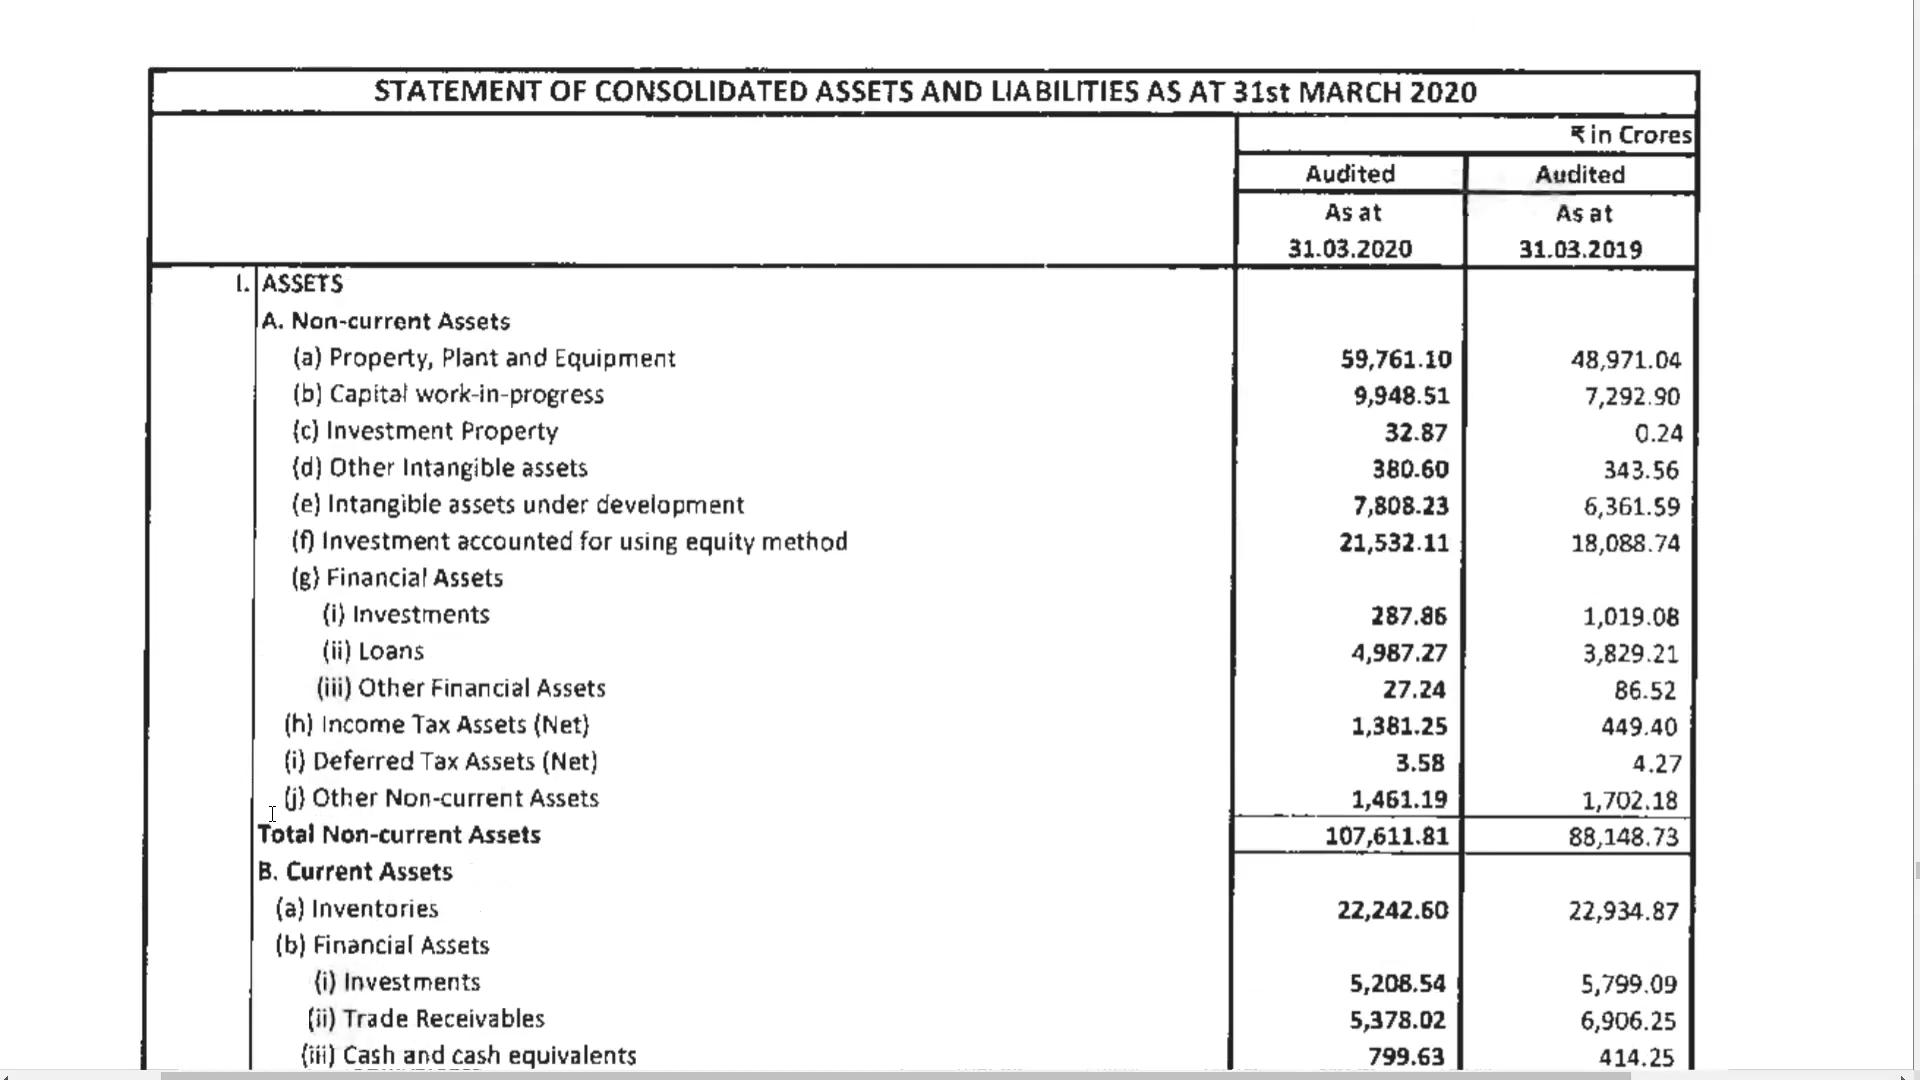 STATEMENT OF CONSOLIDATED ASSETS AND LIABILITIES AS AT 31st MARCH 2020
₹ in Crores
Audited Audited
As at As at
31.03.2020 31.03.2019
I. ASSETS
A. Non-current Assets
(a) Property, Plant and Equipment 59,761.10 48,971.04
(b) Capital work-in-progress 9,948.51 7,292.90
(c) Investment Property 32.87 0.24
(d) Other Intangible assets 380.60 343.56
(e) Intangible assets under development 7,808.23 6,361.59
(f) Investment accounted for using equity method 21,532.11 18,088.74
(g) Financial Assets
(i) Investments 287.86 1,019.08
(ii) Loans 4,987.27 3,829.21
(iii) Other Financial Assets 27.24 86.52
(h) Income Tax Assets (Net) 1,381.25 449.40
(i) Deferred Tax Assets (Net) 3.58 4.27
(j) Other Non-current Assets 1,461.19 1,702.18
Total Non-current Assets 107,611.81 88,148.73
B. Current Assets
(a) Inventories 22,242.60 22,934.87
(b) Financial Assets
(i) Investments 5,208.54 5,799.09
(ii) Trade Receivables 5,378.02 6,906.25
(iii) Cash and cash equivalents 799.63 414.25